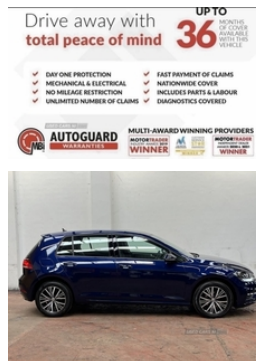 Drive away with
total peace of mind
UP TO
36 MONTHS
OF COVER
AVAILABLE
WITH THIS
VEHICLE
DAY ONE PROTECTION
MECHANICAL & ELECTRICAL
NO MILEAGE RESTRICTION
UNLIMITED NUMBER OF CLAIMS
FAST PAYMENT OF CLAIMS
NATIONWIDE COVER
INCLUDES PARTS & LABOUR
DIAGNOSTICS COVERED
AUTOGUARD
WARRANTIES
MULTI-AWARD WINNING PROVIDERS
MOTORTRADER
WINNER
MOTORTRADER
WINNER